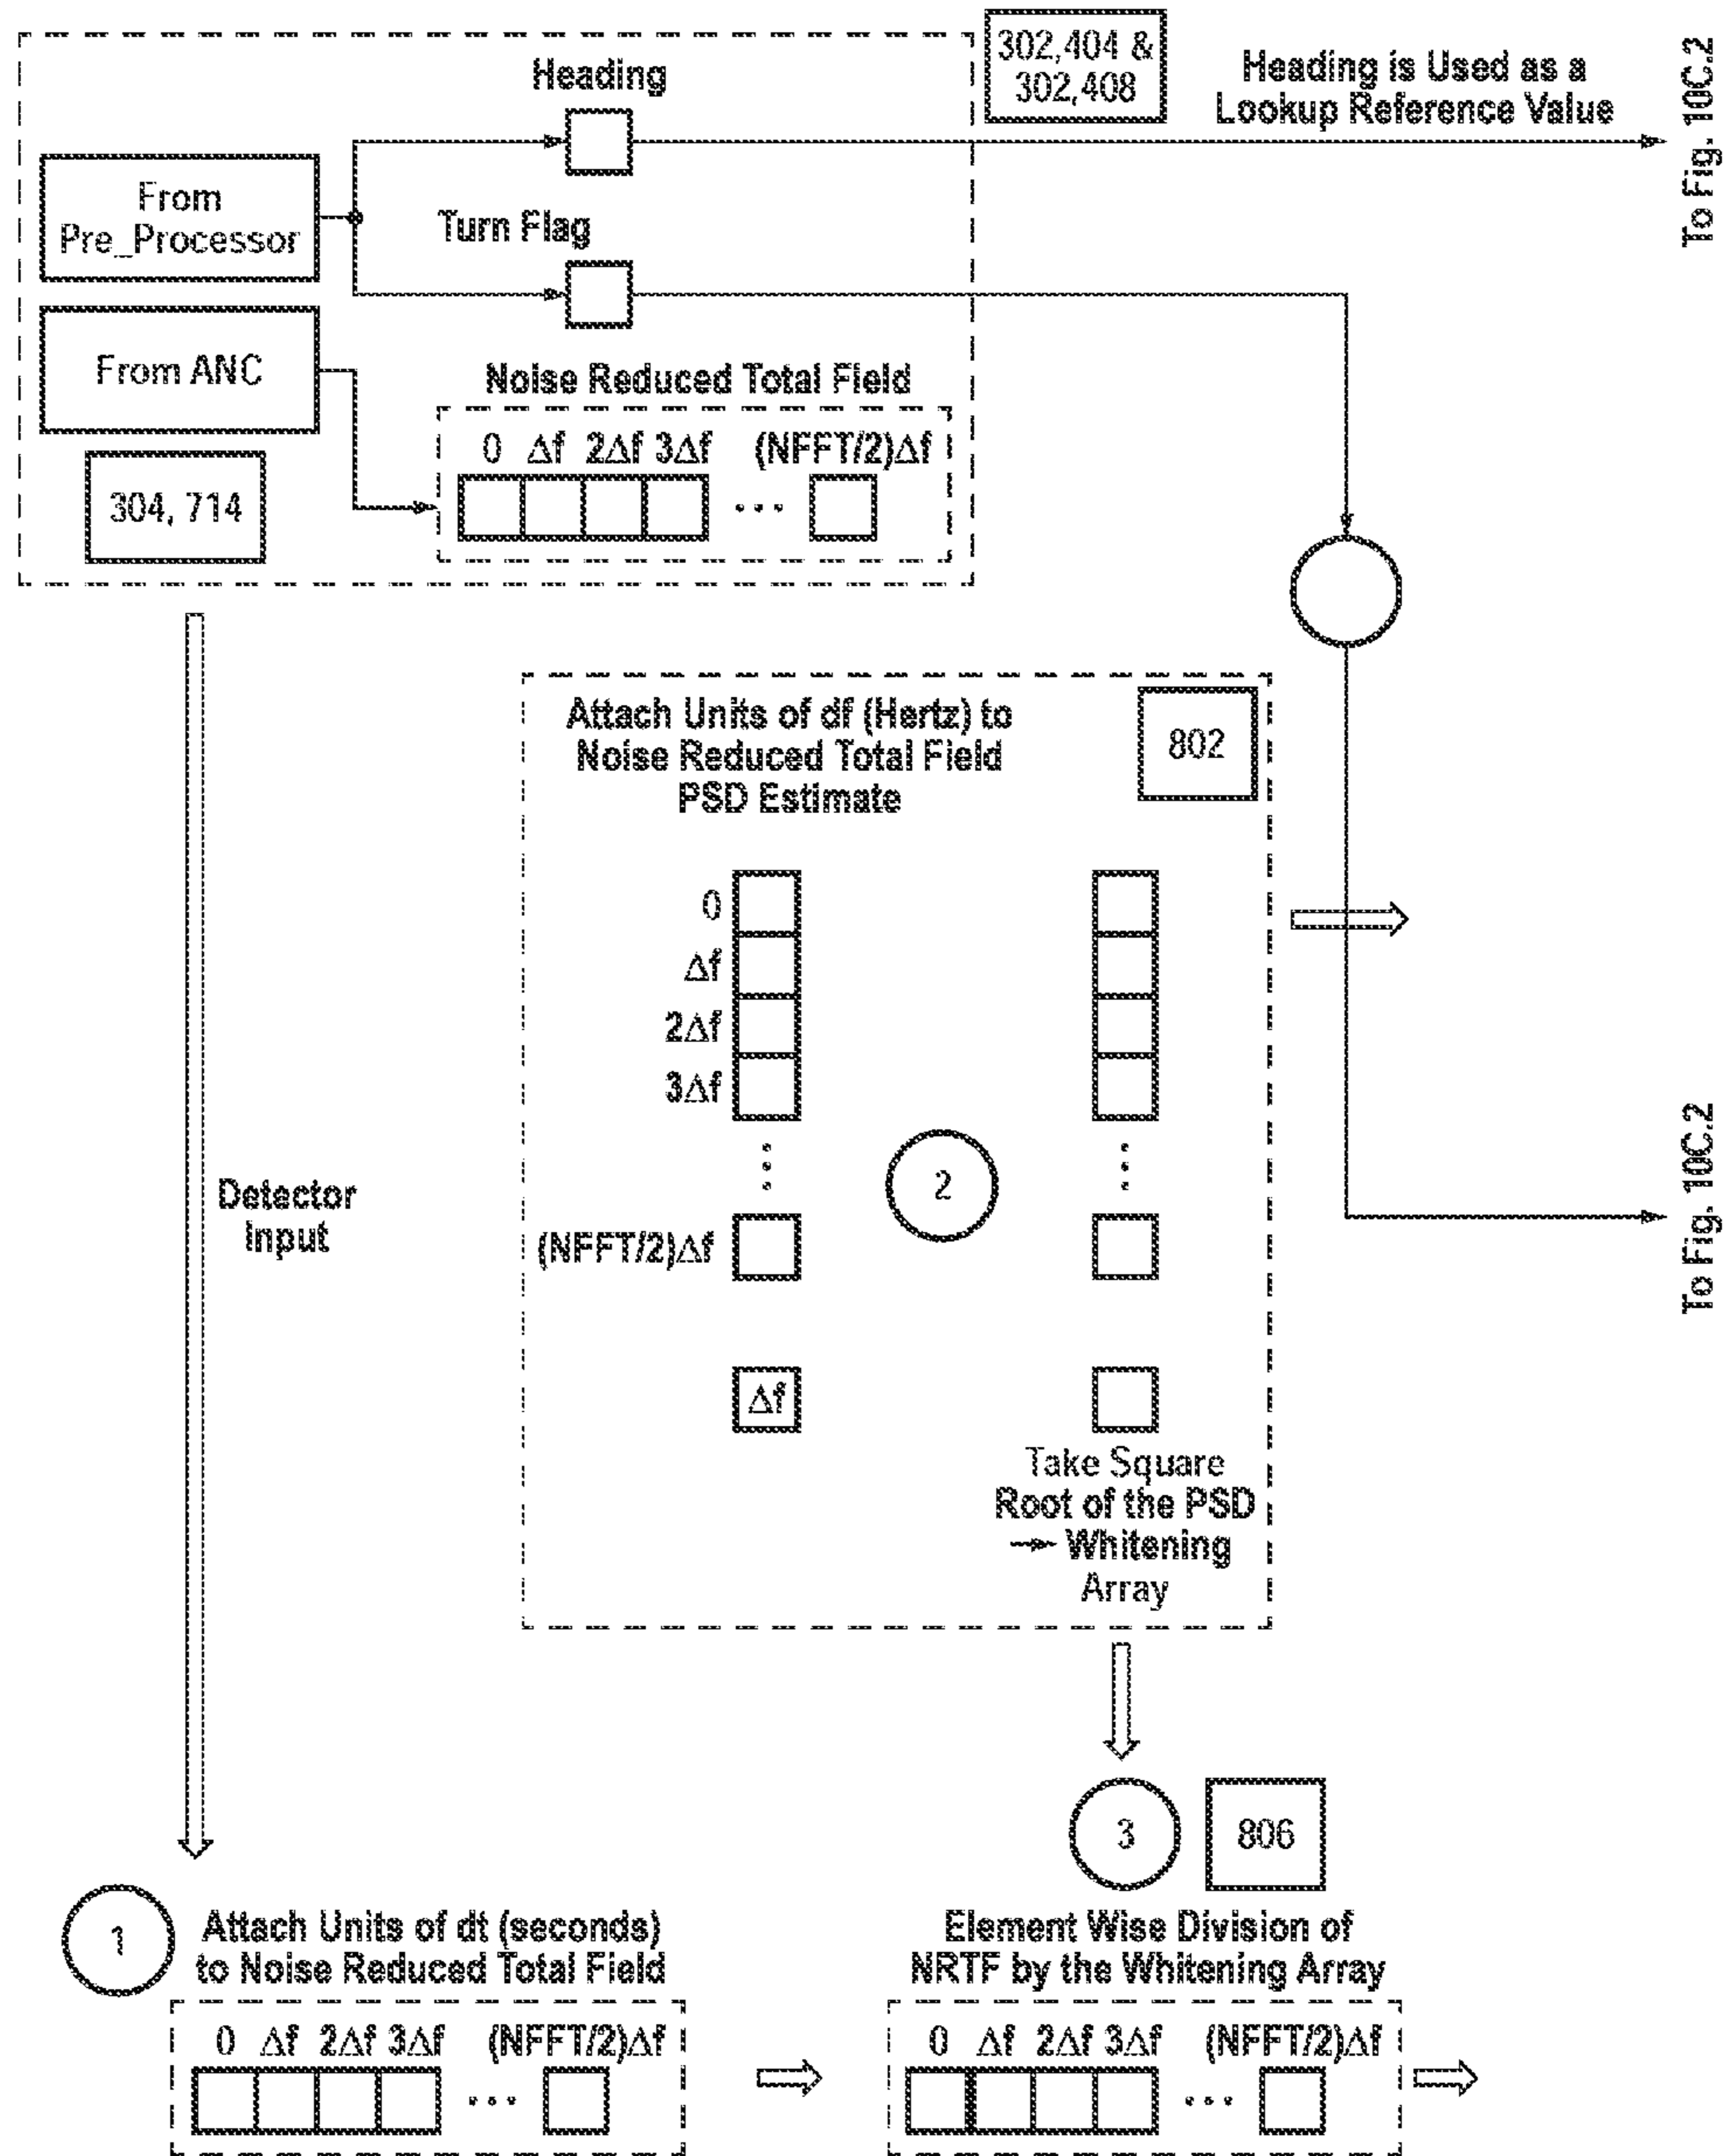 302,404 &
302,408
Heading is Used as a
Lookup Reference Value
To Fig. 10C.2
Heading
From
Pre_Processor
Turn Flag
From ANC
Noise Reduced Total Field
0 Δf 2Δf 3Δf (NFFT/2)Δf
...
304, 714
Attach Units of df (Hertz) to
Noise Reduced Total Field
PSD Estimate
802
0
Δf
2Δf
3Δf
2
(NFFT/2)Δf
Δf
Take Square
Root of the PSD
→ Whitening
Array
Detector
Input
To Fig. 10C.2
3
806
1
Attach Units of dt (seconds)
to Noise Reduced Total Field
0 Δf 2Δf 3Δf (NFFT/2)Δf
...
Element Wise Division of
NRTF by the Whitening Array
0 Δf 2Δf 3Δf (NFFT/2)Δf
...